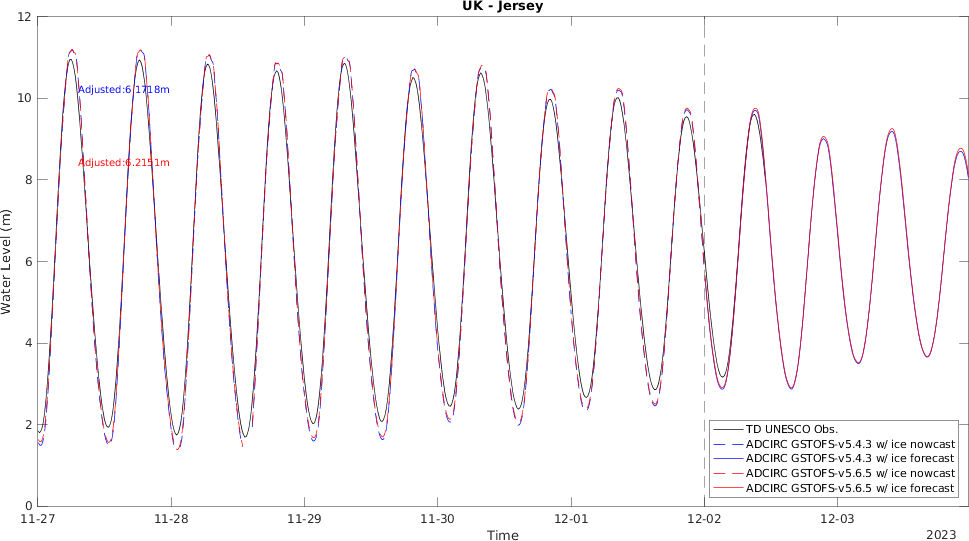 UK - Jersey
12
10
8
6
4
2
0
Water Level (m)
Adjusted:6.1718m
Adjusted:6.2151m
TD UNESCO Obs.
ADCIRC GSTOFS-v5.4.3 w/ ice nowcast
ADCIRC GSTOFS-v5.4.3 w/ ice forecast
ADCIRC GSTOFS-v5.6.5 w/ ice nowcast
ADCIRC GSTOFS-v5.6.5 w/ ice forecast
11-27 11-28 11-29 11-30 12-01 12-02 12-03
Time
2023